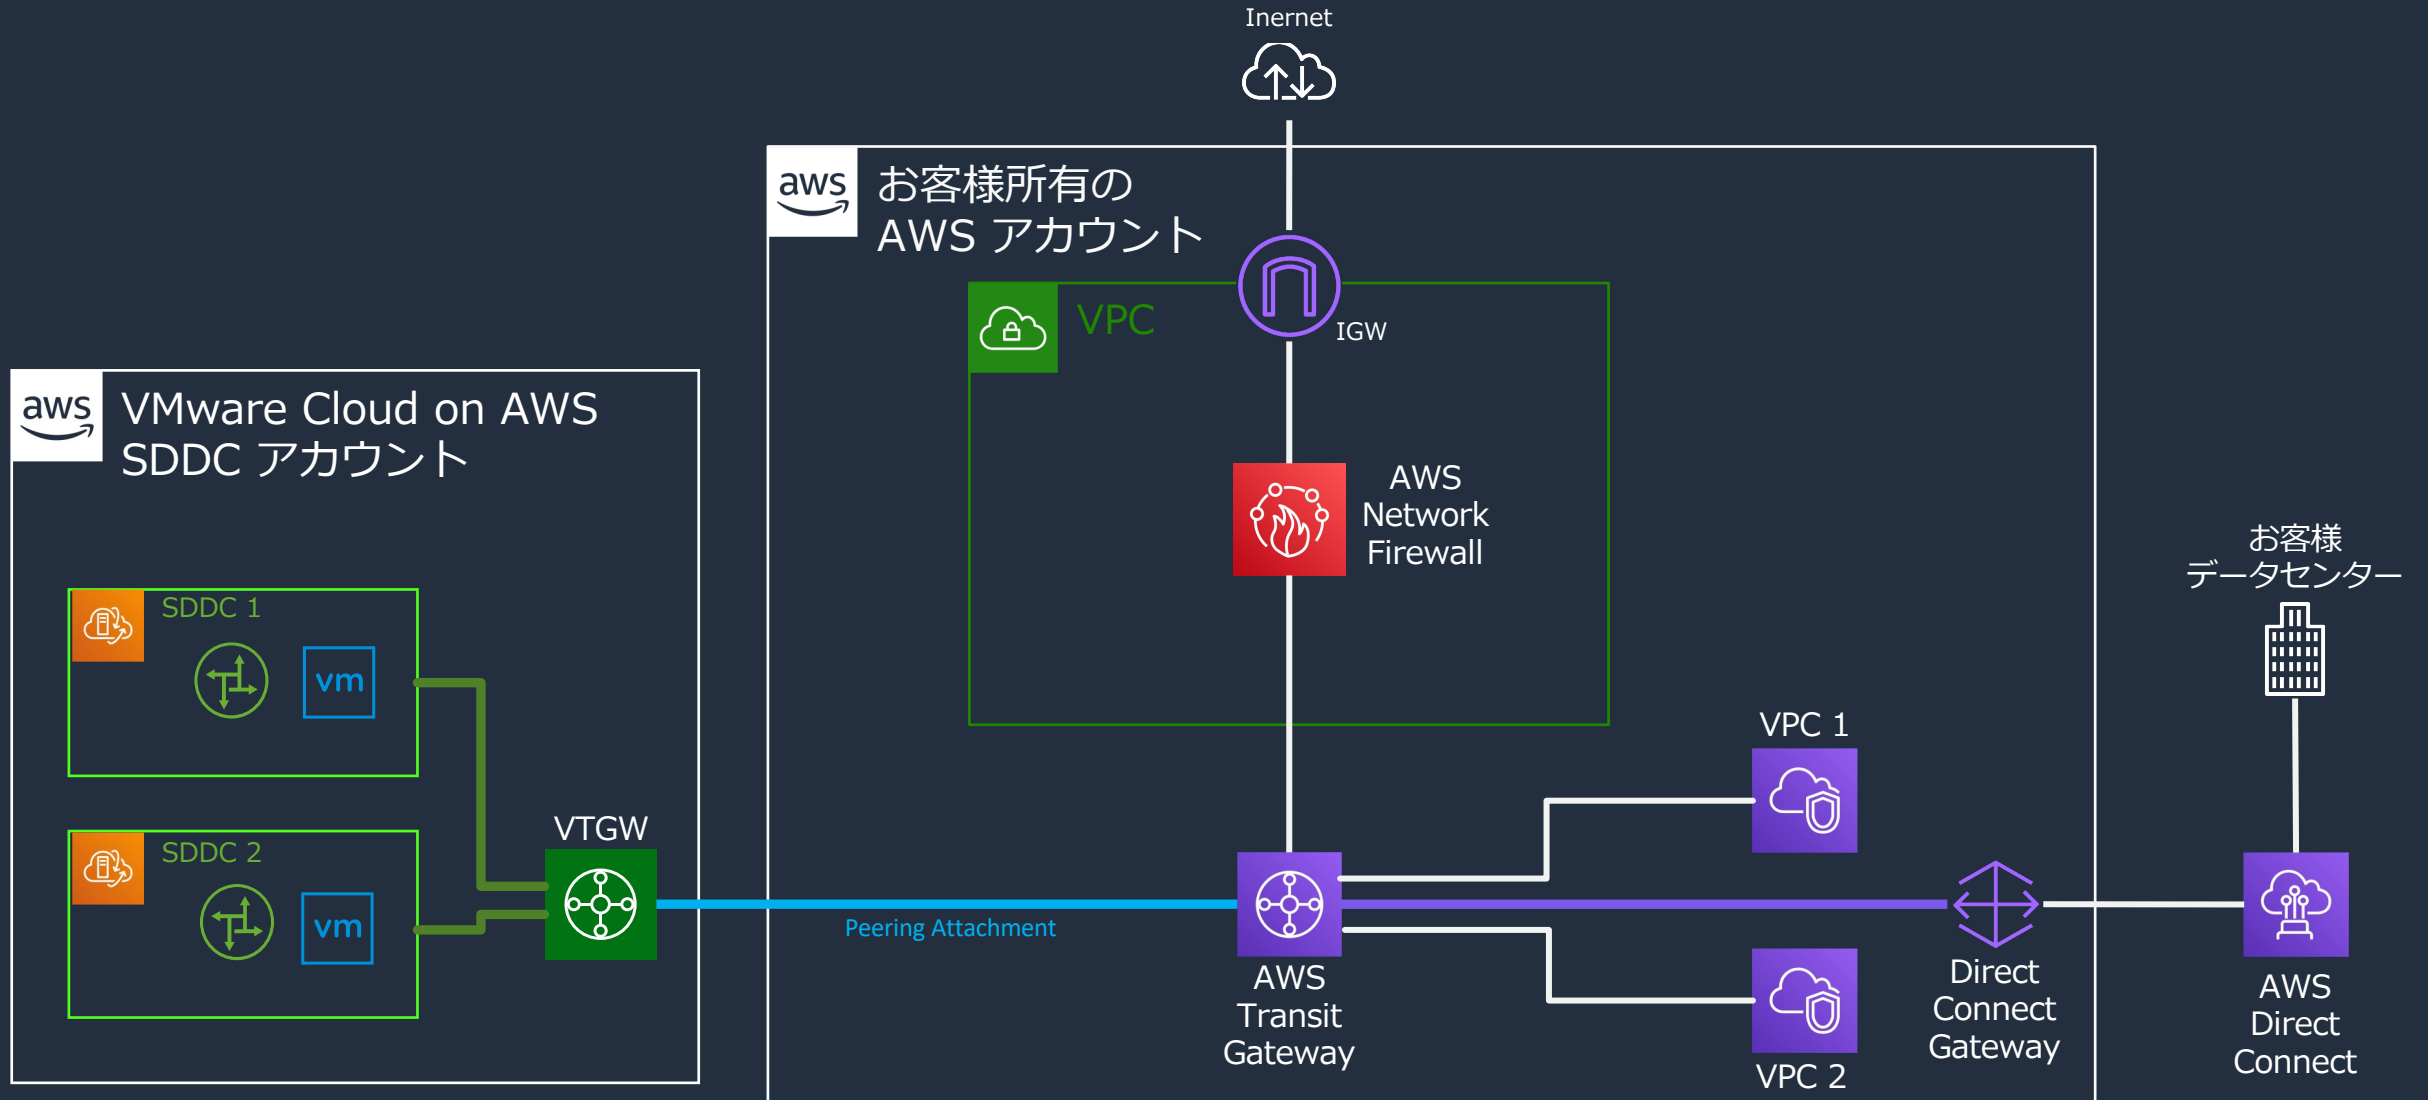 Inernet
aws
お客様所有の
AWS アカウント
VPC
IGW
aws
VMware Cloud on AWS
SDDC アカウント
AWS
Network
Firewall
お客様
データセンター
SDDC 1
vm
VPC 1
VTGW
SDDC 2
vm
Peering Attachment
AWS
Transit
Gateway
VPC 2
Direct
Connect
Gateway
AWS
Direct
Connect